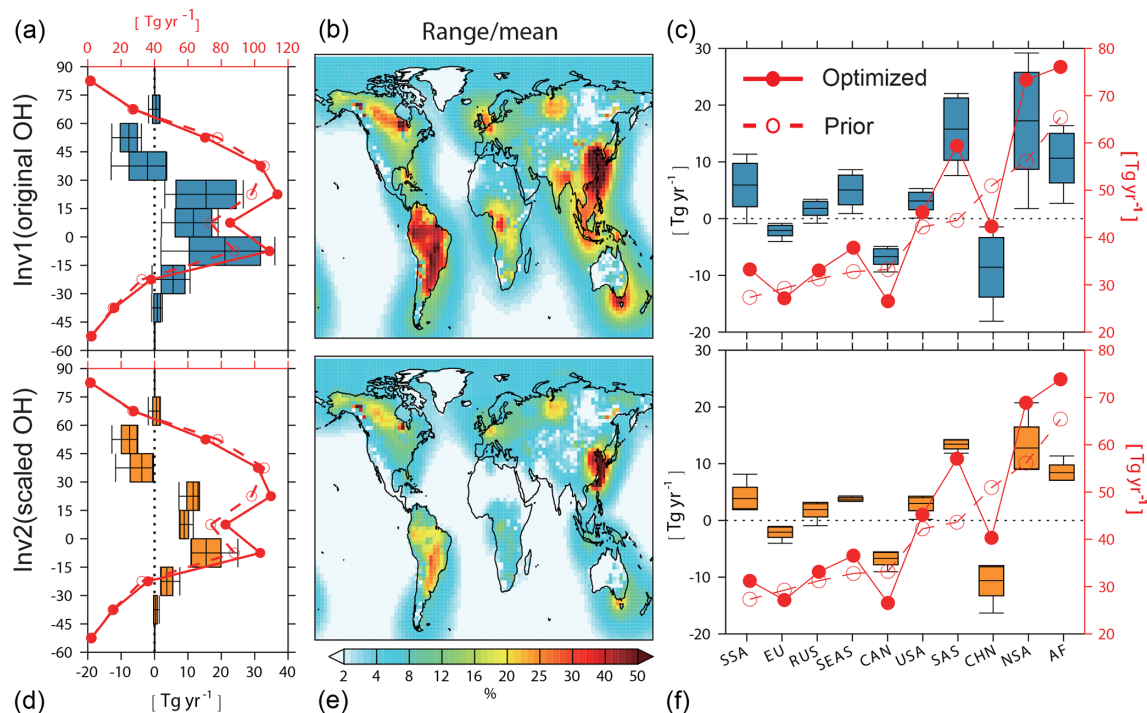 (a)
[ Tg yr -1 ]
0 20 40 60 80 100 120
Inv1(original OH)
90
75
60
45
30
15
0
-15
-30
-45
-60
(b)
Range/mean
(c)
Optimized
Prior
[ Tg yr-1 ]
30
20
10
0
-10
-20
[ Tg yr-1 ]
80
70
60
50
40
30
20
Inv2(scaled OH)
90
75
60
45
30
15
0
-15
-30
-45
-60
-20 -10 0 10 20 30 40
[ Tg yr -1 ]
(d)
2 4 8 12 16 20 25 30 40 50
%
(e)
[ Tg yr-1 ]
30
20
10
0
-10
-20
[ Tg yr-1 ]
80
70
60
50
40
30
20
SSA EU RUS SEAS CAN USA SAS CHN NSA AF
(f)